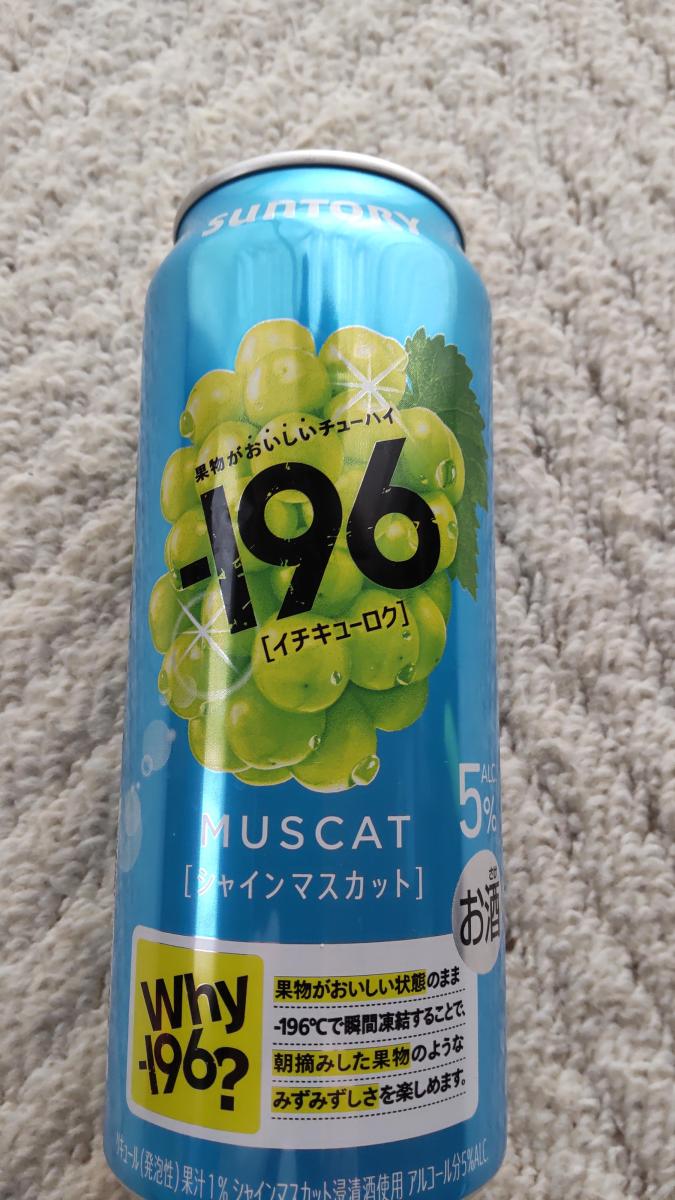 SUNTORY
果物がおいしいチューハイ
-196
[イチキューロク]
MUSCAT
[シャインマスカット]
ALC.
5%
さけ
お酒
Why
-196?
果物がおいしい状態のまま
-196℃で瞬間凍結することで、
朝摘みした果物のような
みずみずしさを楽しめます。
リキュール(発泡性) 果汁1% シャインマスカット浸漬酒使用 アルコール分5%ALC.